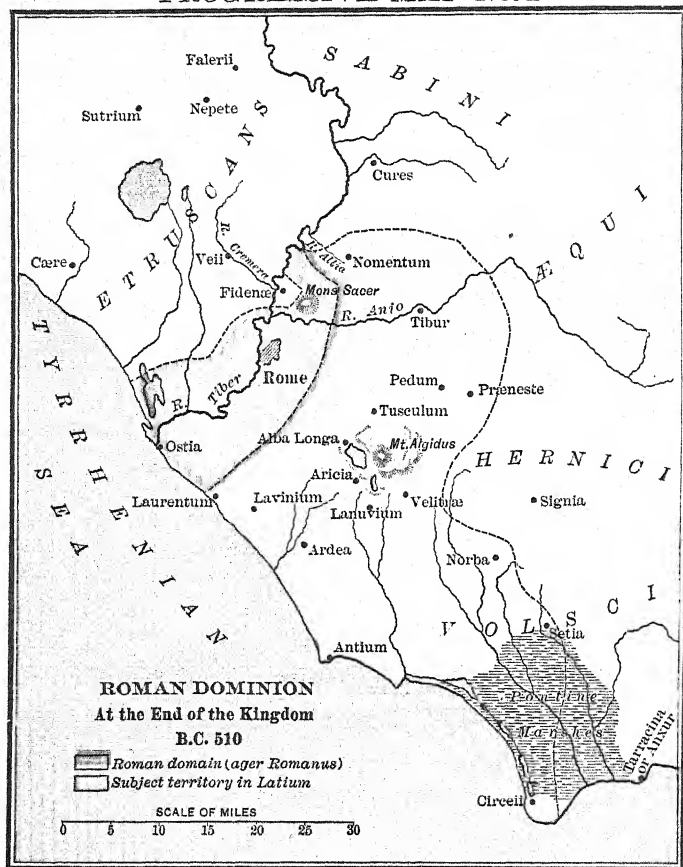 SABINI
Falerii
Nepete
Sutrium
ETRUSCANS
Cures
ÆQUI
Cære
Veii
R. Cremera
R. Allia
Nomentum
Fidenæ
Mons Sacer
R. Anio
Tibur
TYRRHENIAN SEA
R. Tiber
Rome
Pedum
Præneste
Tusculum
Ostia
Alba Longa
Mt. Algidus
HERNICI
Aricia
Laurentum
Lavinium
Lanuvium
Velitræ
Signia
Ardea
Norba
VOLSCI
Setia
Antium
Pontine
Marshes
Tarracina
or Anxur
Circeii
ROMAN DOMINION
At the End of the Kingdom
B.C. 510
Roman domain (ager Romanus)
Subject territory in Latium
SCALE OF MILES
0 5 10 15 20 25 30